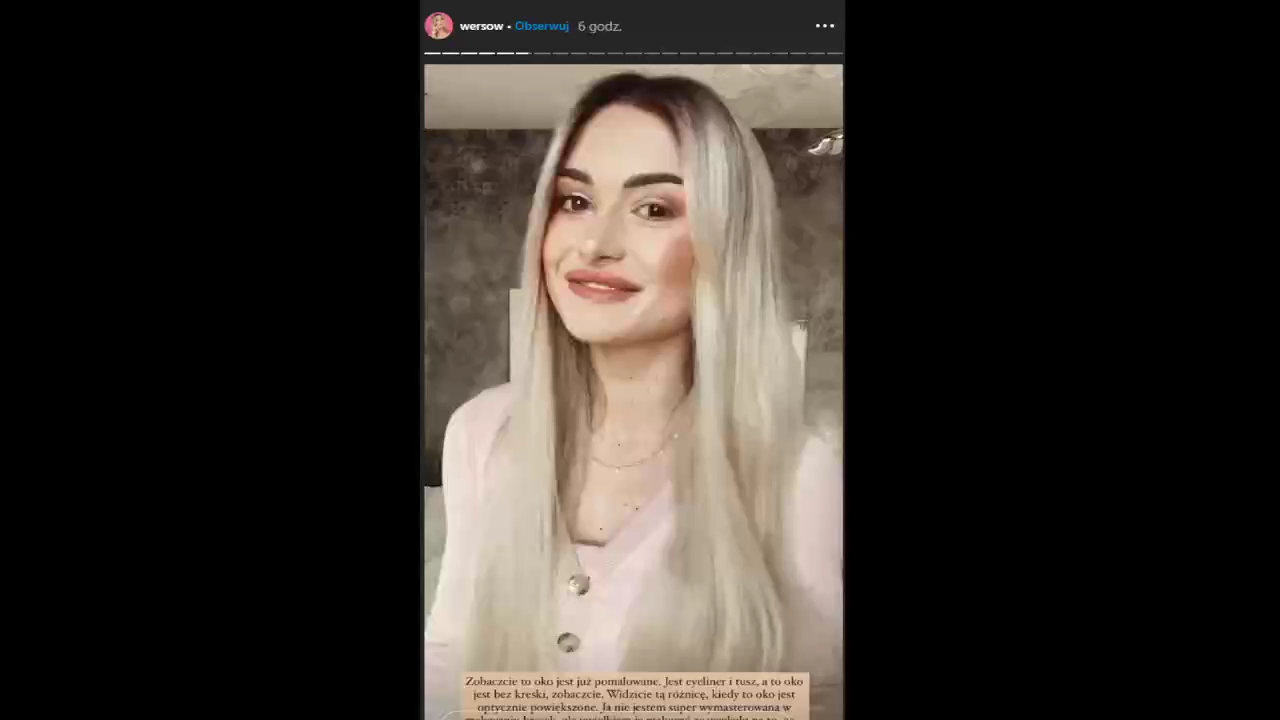 wersow • Obserwuj 6 godz.
Zobaczcie to oko jest już pomalowane. Jest eyeliner i tusz, a to oko
jest bez kreski, zobaczcie. Widzicie tą różnicę, kiedy to oko jest
optycznie powiększone. Ja nie jestem super wymasterowana w